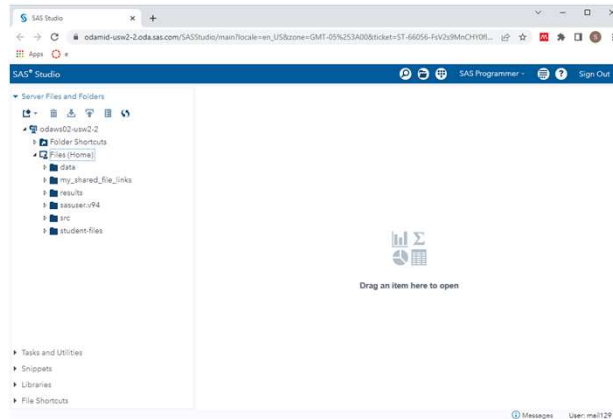 SAS Studio
odamid-usw2-2.oda.sas.com/SASStudio/main?locale=en_US&zone=GMT-05%253A00&ticket=ST-66056-FsV2s9MnCHY0fl...
Apps
SAS® Studio
SAS Programmer
Sign Out
Server Files and Folders
odaws02-usw2-2
Folder Shortcuts
Files (Home)
data
my_shared_file_links
results
sasuser.v94
src
student-files
Drag an item here to open
Tasks and Utilities
Snippets
Libraries
File Shortcuts
Messages
User: meil129